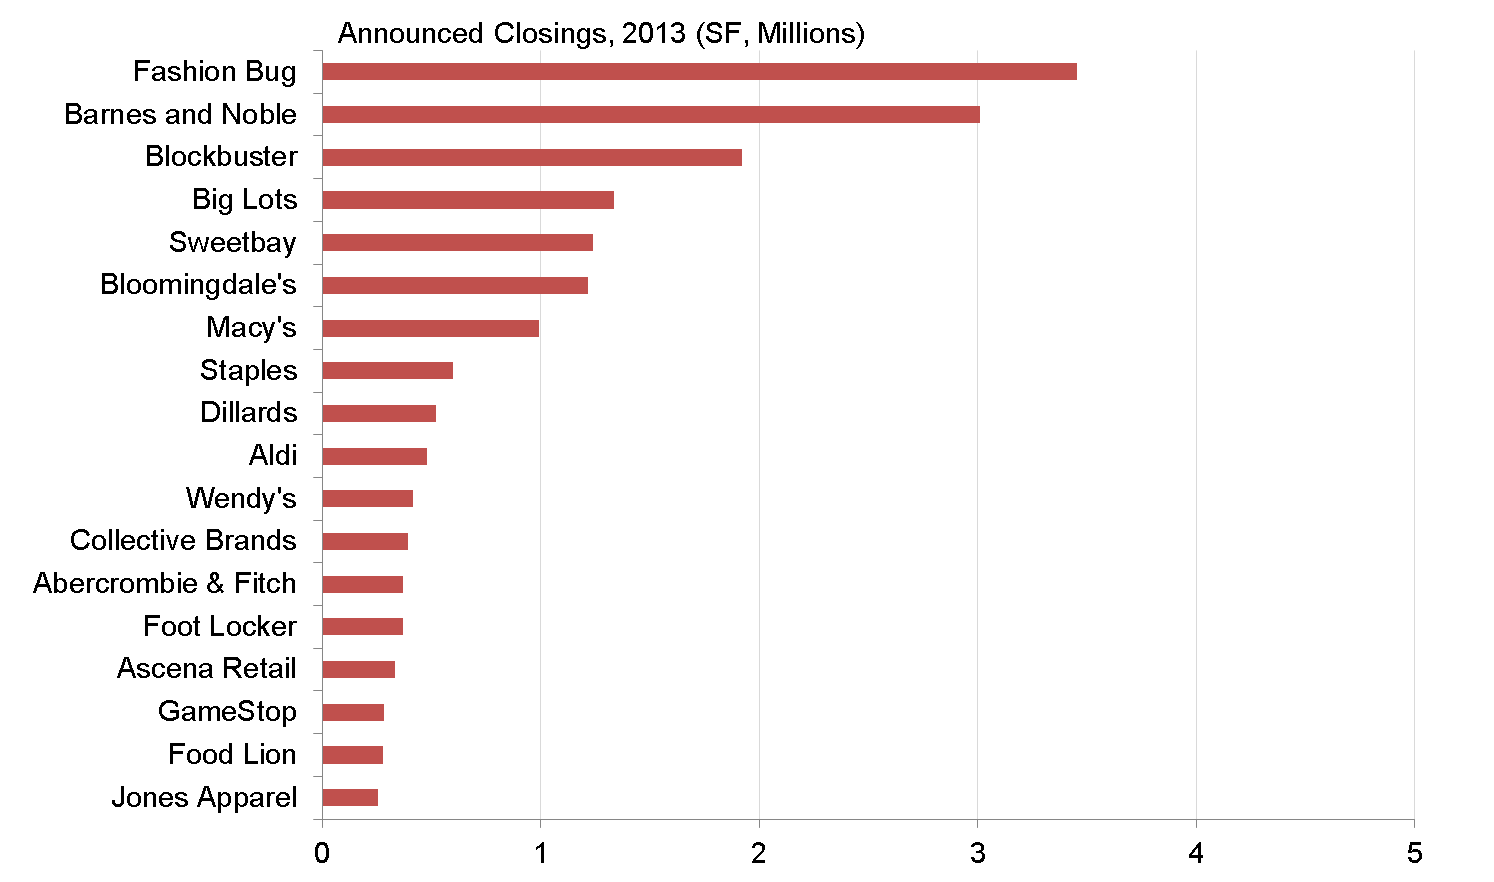 Announced Closings, 2013 (SF, Millions)
Fashion Bug
Barnes and Noble
Blockbuster
Big Lots
Sweetbay
Bloomingdale's
Macy's
Staples
Dillards
Aldi
Wendy's
Collective Brands
Abercrombie & Fitch
Foot Locker
Ascena Retail
GameStop
Food Lion
Jones Apparel
0 1 2 3 4 5